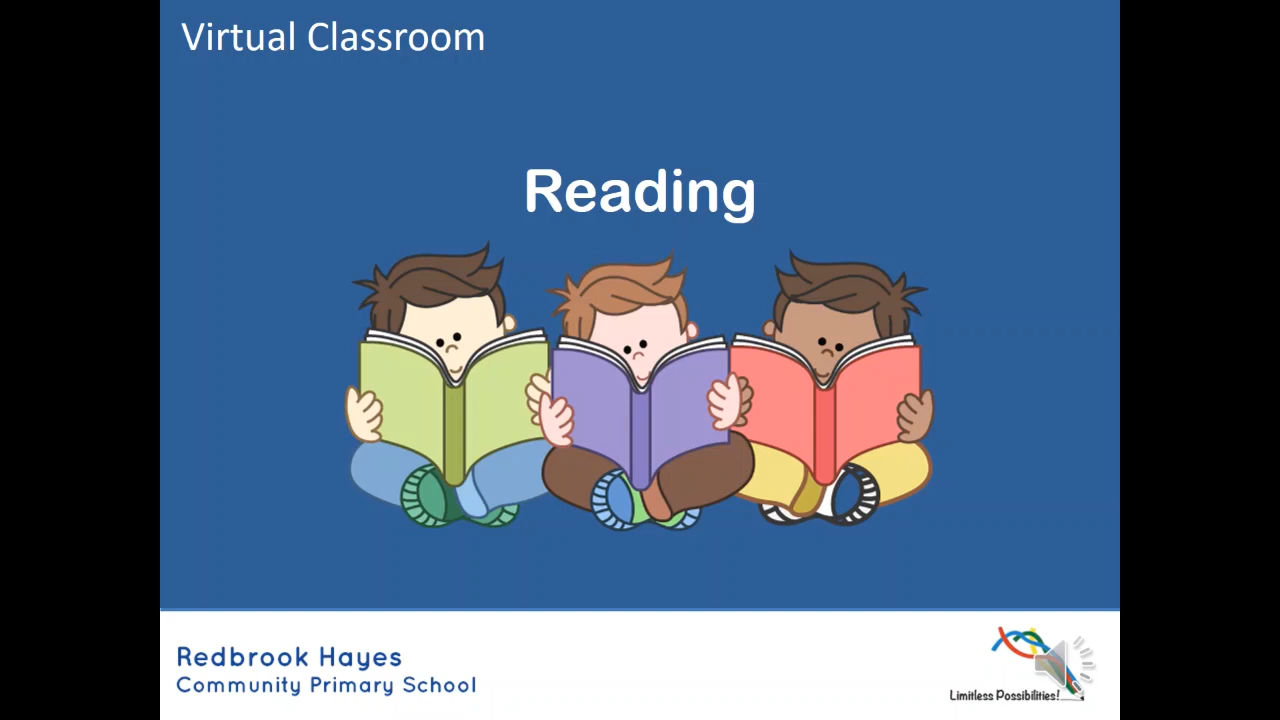 Virtual Classroom
Reading
Redbrook Hayes
Community Primary School
Limitless Possibilities!